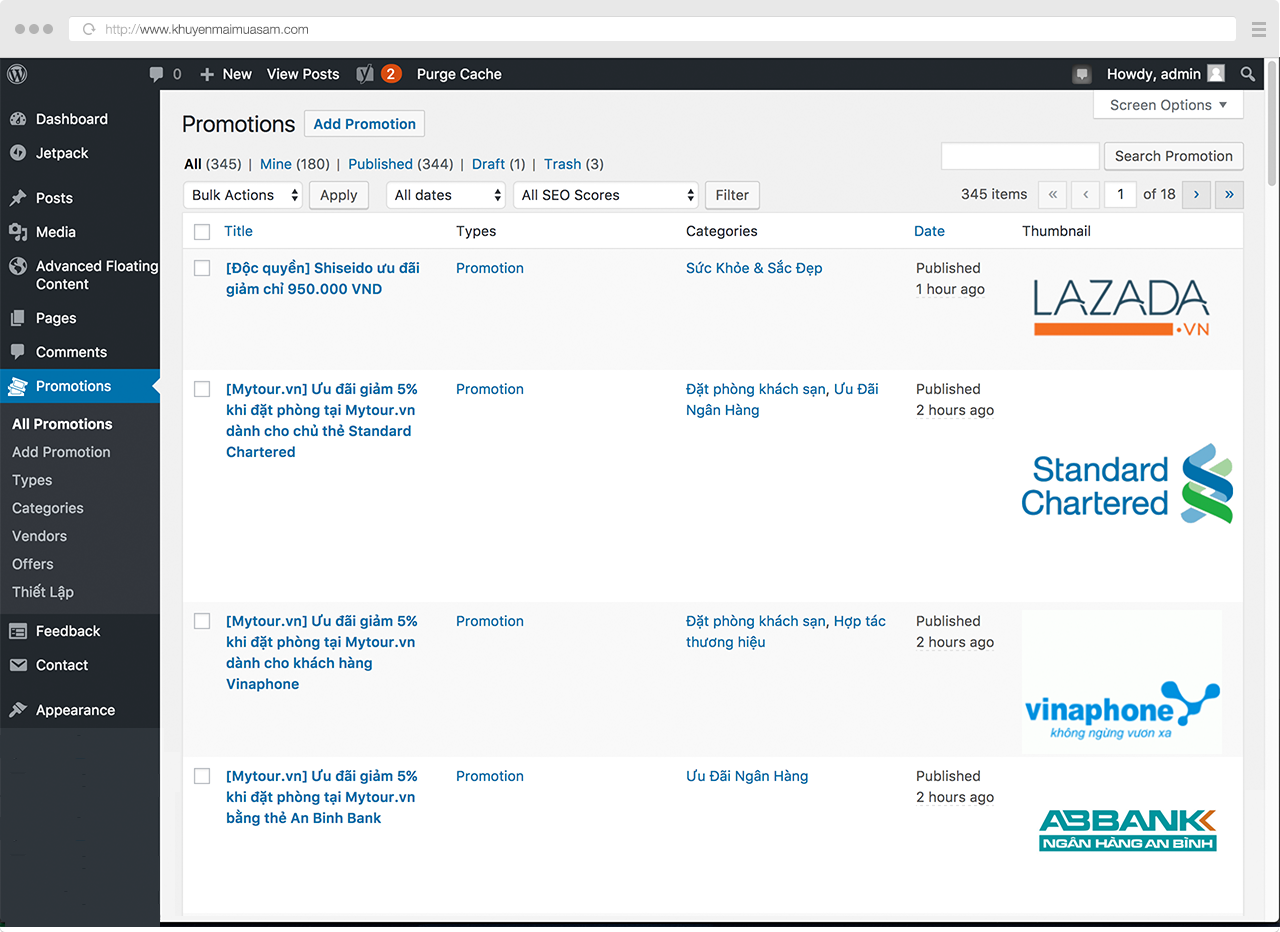 http://www.khuyenmaimuasam.com
0 New View Posts 2 Purge Cache Howdy, admin
Screen Options ▼
Dashboard
Jetpack
Posts
Media
Advanced Floating
Content
Pages
Comments
Promotions
All Promotions
Add Promotion
Types
Categories
Vendors
Offers
Thiết Lập
Feedback
Contact
Appearance
Promotions Add Promotion
All (345) | Mine (180) | Published (344) | Draft (1) | Trash (3)
Search Promotion
Bulk Actions Apply All dates All SEO Scores Filter 345 items « ‹ 1 of 18 › »
Title Types Categories Date Thumbnail
[Độc quyền] Shiseido ưu đãi
giảm chỉ 950.000 VND
Promotion
Sức Khỏe & Sắc Đẹp
Published
1 hour ago
LAZADA
.VN
[Mytour.vn] Ưu đãi giảm 5%
khi đặt phòng tại Mytour.vn
dành cho chủ thẻ Standard
Chartered
Promotion
Đặt phòng khách sạn, Ưu Đãi
Ngân Hàng
Published
2 hours ago
Standard
Chartered
[Mytour.vn] Ưu đãi giảm 5%
khi đặt phòng tại Mytour.vn
dành cho khách hàng
Vinaphone
Promotion
Đặt phòng khách sạn, Hợp tác
thương hiệu
Published
2 hours ago
vinaphone
không ngừng vươn xa
[Mytour.vn] Ưu đãi giảm 5%
khi đặt phòng tại Mytour.vn
bằng thẻ An Binh Bank
Promotion
Ưu Đãi Ngân Hàng
Published
2 hours ago
ABBANK
NGÂN HÀNG AN BÌNH